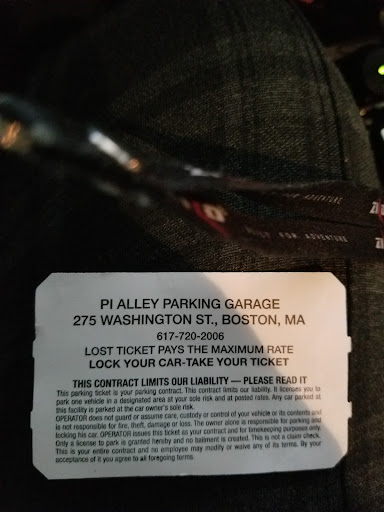 ADVENTURE
BUILT FOR ADVENTURE
PI ALLEY PARKING GARAGE
275 WASHINGTON ST., BOSTON, MA
617-720-2006
LOST TICKET PAYS THE MAXIMUM RATE
LOCK YOUR CAR-TAKE YOUR TICKET
THIS CONTRACT LIMITS OUR LIABILITY — PLEASE READ IT
This parking ticket is your parking contract. This contract limits our liability. It licenses you to
park one vehicle in a designated area at your sole risk and at posted rates. Any car parked at
this facility is parked at the car owner's sole risk.
OPERATOR does not guard or assume care, custody or control of your vehicle or its contents and
is not responsible for fire, theft, damage or loss. The owner alone is responsible for parking and
locking his car. OPERATOR issues this ticket as your contract and for timekeeping purposes only.
Only a license to park is granted hereby and no bailment is created. This is not a claim check.
This is your entire contract and no employee may modify or waive any of its terms. By your
acceptance of it you agree to all foregoing terms.